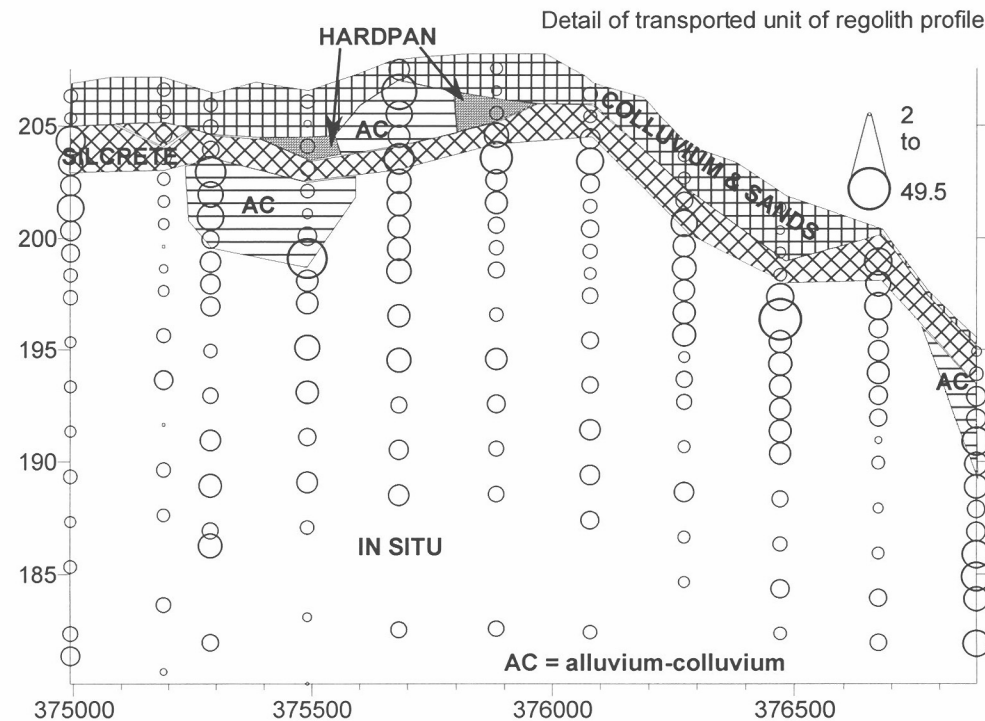 Detail of transported unit of regolith profile
HARDPAN
205
200
195
190
185
SILCRETE
AC
AC
COLLUVIUM & SANDS
2
to
49.5
AC
IN SITU
AC = alluvium-colluvium
375000
375500
376000
376500